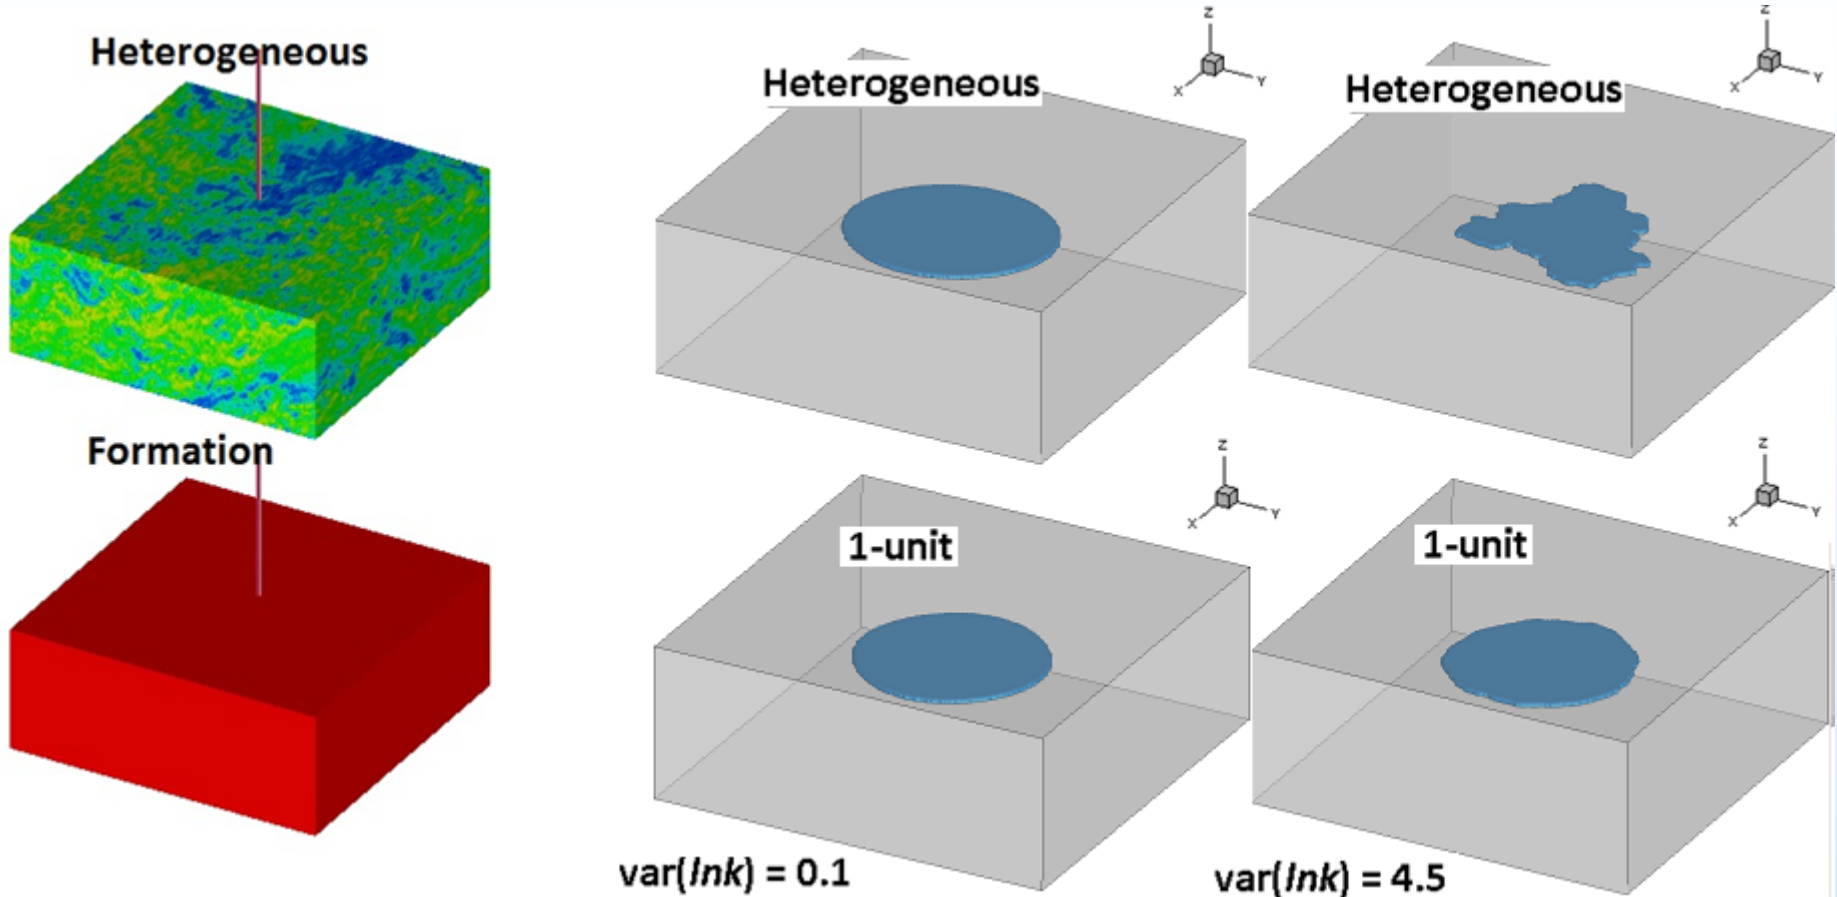 Heterogeneous
Heterogeneous
Heterogeneous
Z
X
Y
Z
X
Y
Formation
1-unit
1-unit
Z
X
Y
Z
X
Y
var(lnk) = 0.1
var(lnk) = 4.5